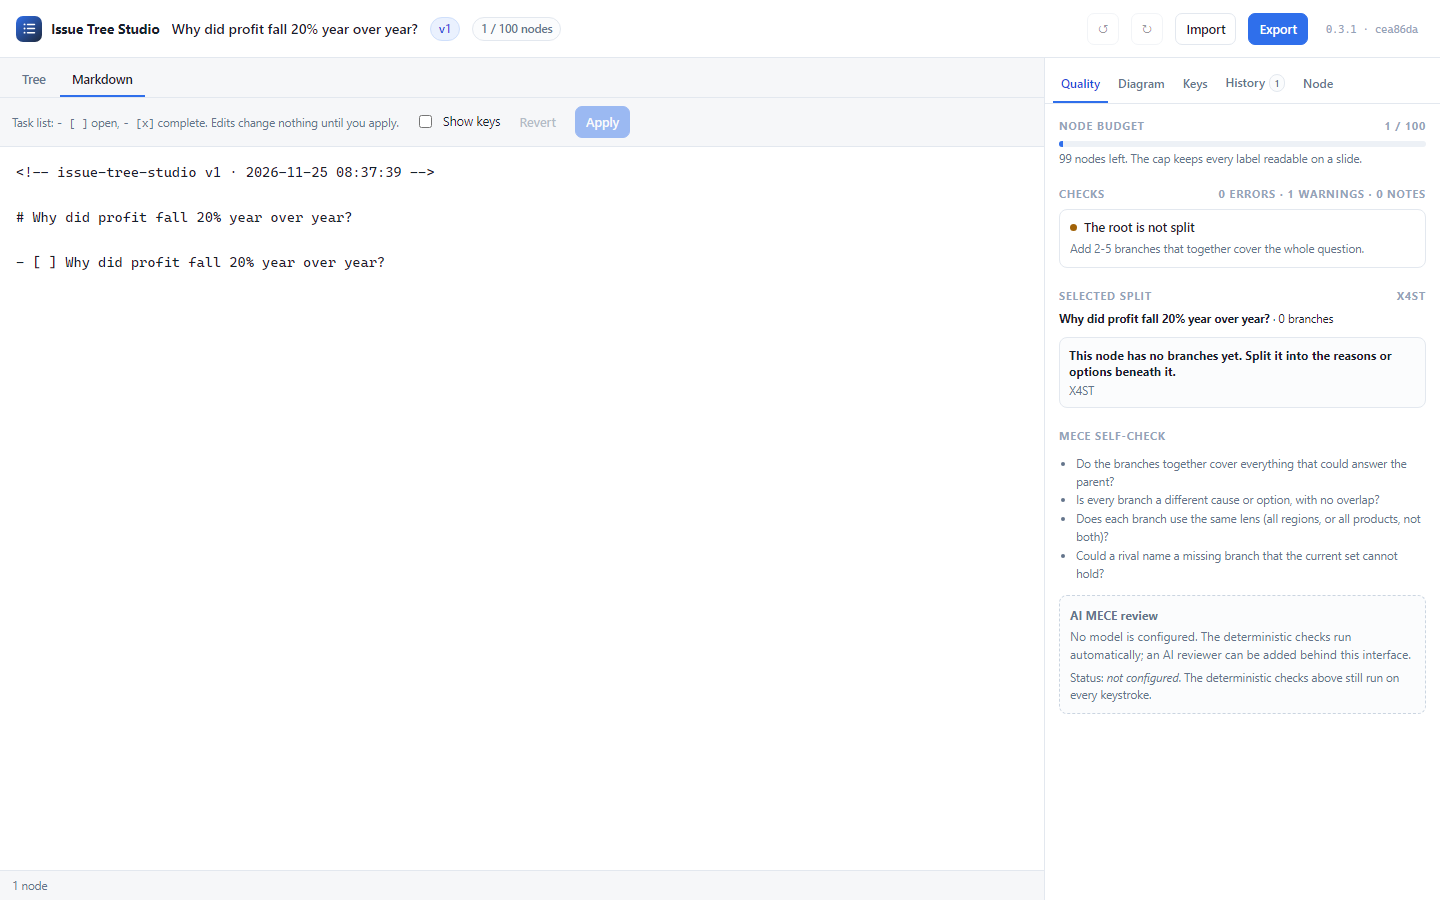 Issue Tree Studio
Why did profit fall 20% year over year?
v1
1 / 100 nodes
↺
↻
Import
Export
0.3.1 · cea86da
Tree
Markdown
Task list: - [ ] open, - [x] complete. Edits change nothing until you apply.
Show keys
Revert
Apply
<!-- issue-tree-studio v1 · 2026-11-25 08:37:39 -->
# Why did profit fall 20% year over year?
- [ ] Why did profit fall 20% year over year?
1 node
Quality
Diagram
Keys
History 1
Node
NODE BUDGET
1 / 100
99 nodes left. The cap keeps every label readable on a slide.
CHECKS
0 ERRORS · 1 WARNINGS · 0 NOTES
The root is not split
Add 2-5 branches that together cover the whole question.
SELECTED SPLIT
X4ST
Why did profit fall 20% year over year? · 0 branches
This node has no branches yet. Split it into the reasons or
options beneath it.
X4ST
MECE SELF-CHECK
• Do the branches together cover everything that could answer the
parent?
• Is every branch a different cause or option, with no overlap?
• Does each branch use the same lens (all regions, or all products, not
both)?
• Could a rival name a missing branch that the current set cannot
hold?
AI MECE review
No model is configured. The deterministic checks run
automatically; an AI reviewer can be added behind this interface.
Status: not configured. The deterministic checks above still run on
every keystroke.